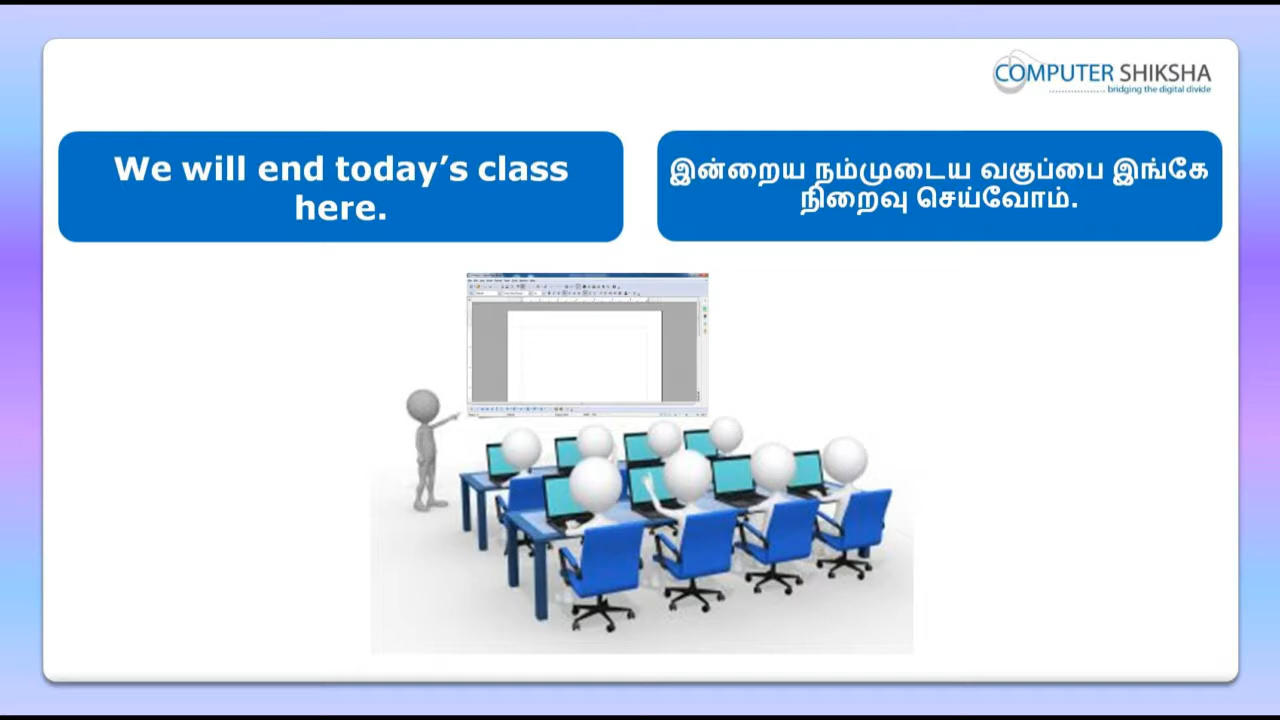 COMPUTER SHIKSHA
bridging the digital divide
We will end today’s class
here.
இன்றைய நம்முடைய வகுப்பை இங்கே
நிறைவு செய்வோம்.